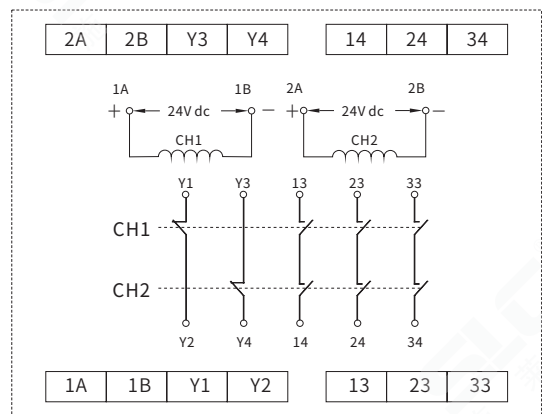 2A 2B Y3 Y4 14 24 34
1A 1B 2A 2B
+ 24V dc − + 24V dc −
CH1 CH2
Y1 Y3 13 23 33
CH1
CH2
Y2 Y4 14 24 34
1A 1B Y1 Y2 13 23 33